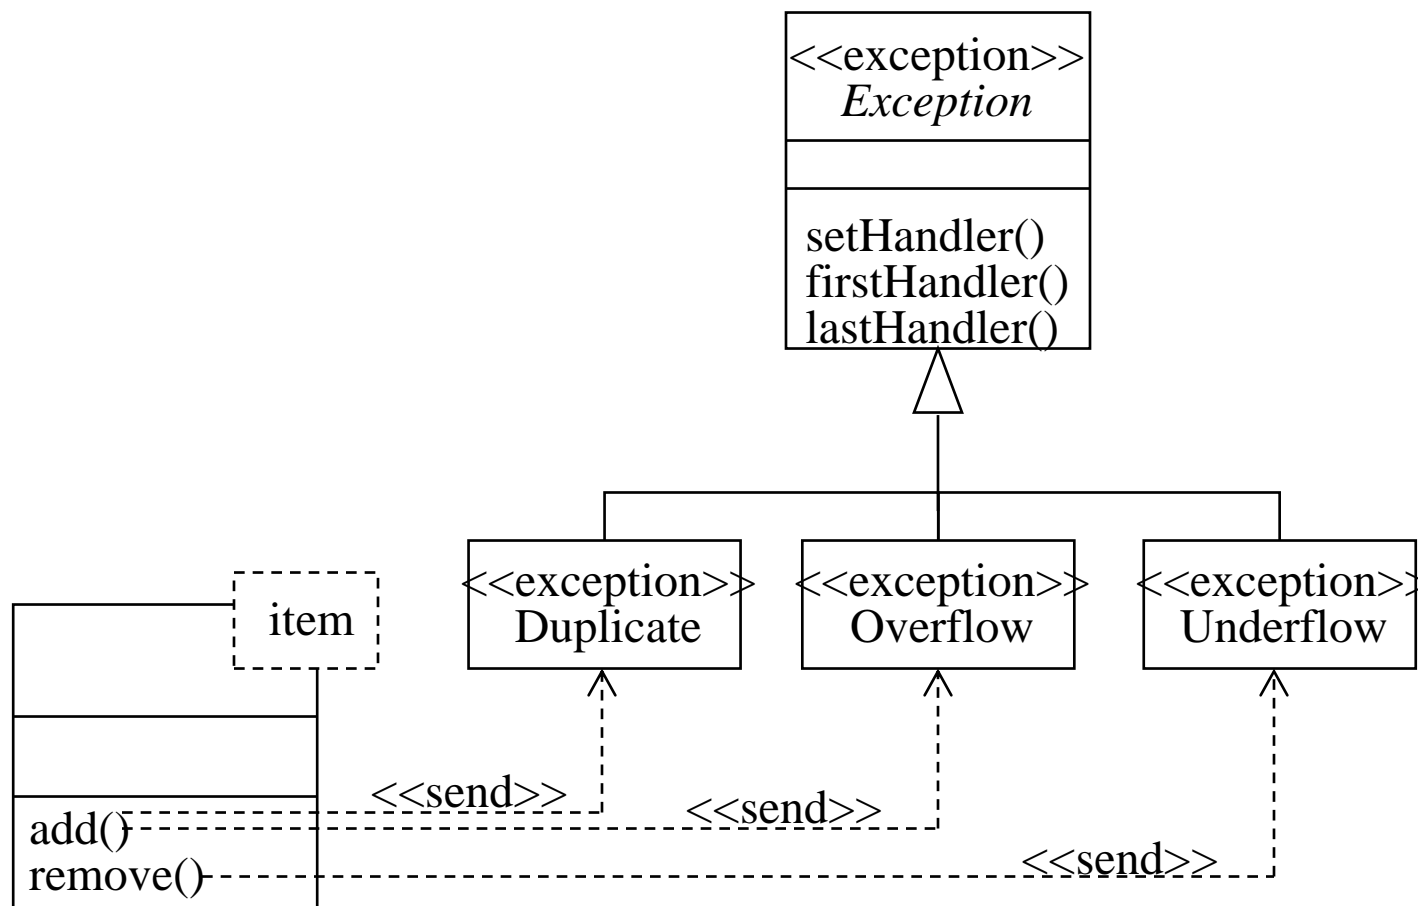 <<exception>>
Exception
setHandler()
firstHandler()
lastHandler()
<<exception>>
Duplicate
<<exception>>
Overflow
<<exception>>
Underflow
item
<<send>>
<<send>>
<<send>>
add()
remove()